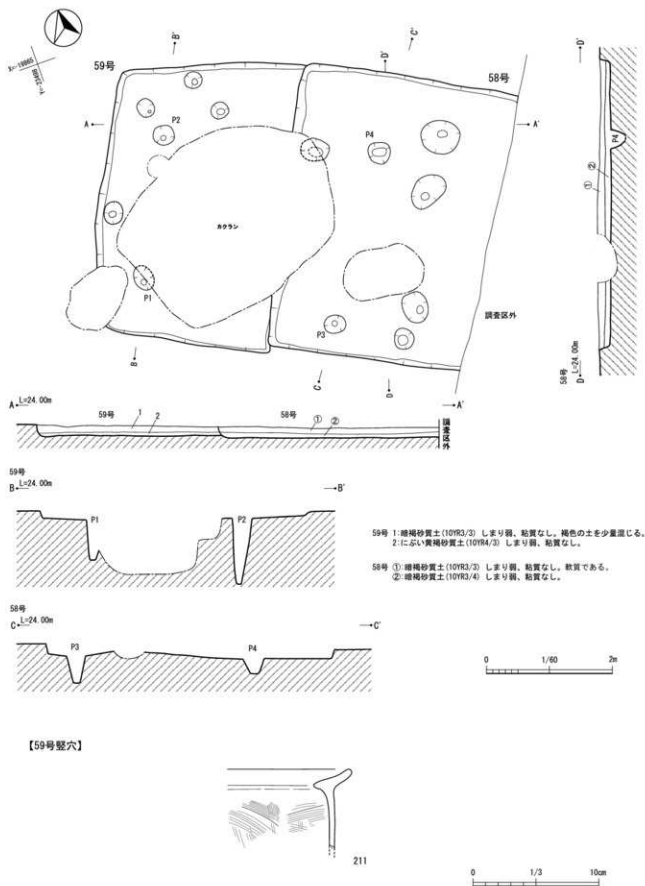 59号
58号
B'
D'
C'
A
A'
P2
P4
カクラン
P1
P3
調査区外
B
C
D
D'
P4
①
②
58号
D L=24.00m
A L=24.00m
A'
59号 1 2
58号 ① ②
調査区外
59号
B L=24.00m
B'
P1
P2
59号 1:暗褐砂質土(10YR3/3) しまり弱、粘質なし。褐色の土を少量混じる。
2:にぶい黄褐砂質土(10YR4/3) しまり弱、粘質なし。
58号 ①:暗褐砂質土(10YR3/3) しまり弱、粘質なし。軟質である。
②:暗褐砂質土(10YR3/4) しまり弱、粘質なし。
58号
C L=24.00m
C'
P3
P4
0 1/60 2m
【59号竪穴】
211
0 1/3 10cm